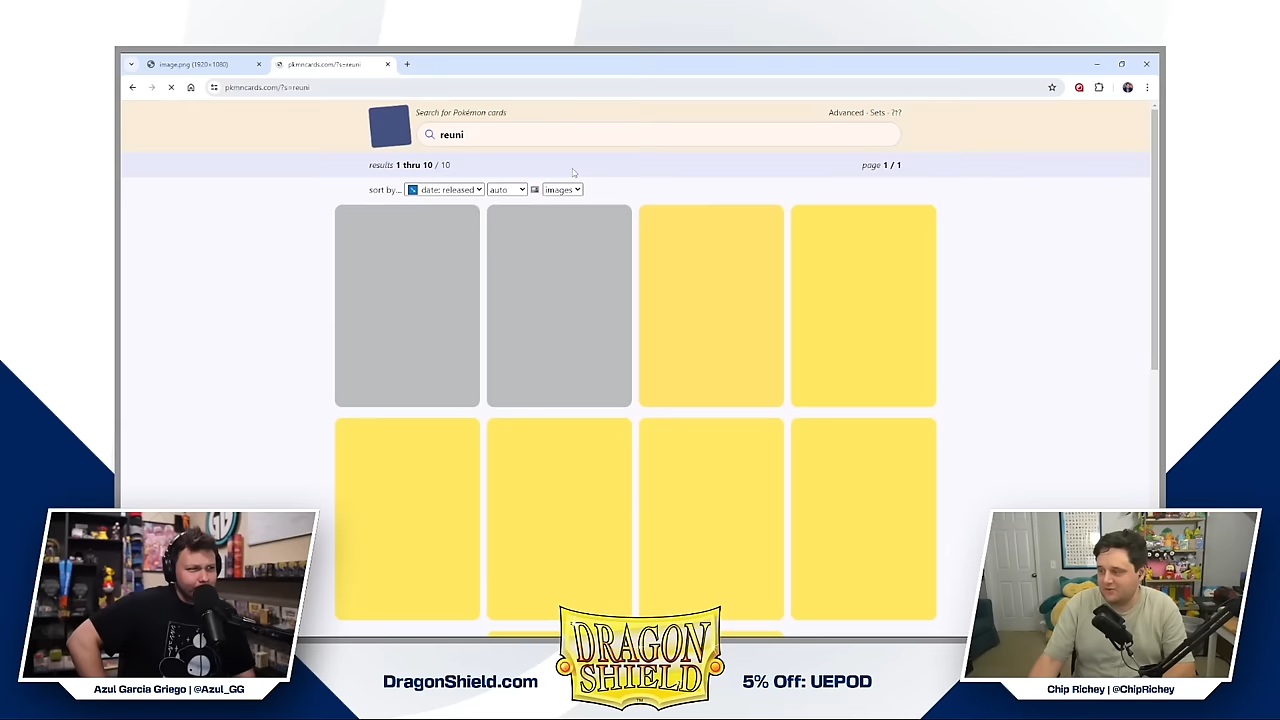 image.png (1920×1080)
pkmncards.com/?s=reuni
pkmncards.com/?s=reuni
Search for Pokémon cards
Advanced - Sets - ?!?
reuni
results 1 thru 10 / 10
page 1 / 1
sort by...
date: released
auto
images
DRAGON
SHIELD
DragonShield.com
5% Off: UEPOD
Azul Garcia Griego | @Azul_GG
Chip Richey | @ChipRichey